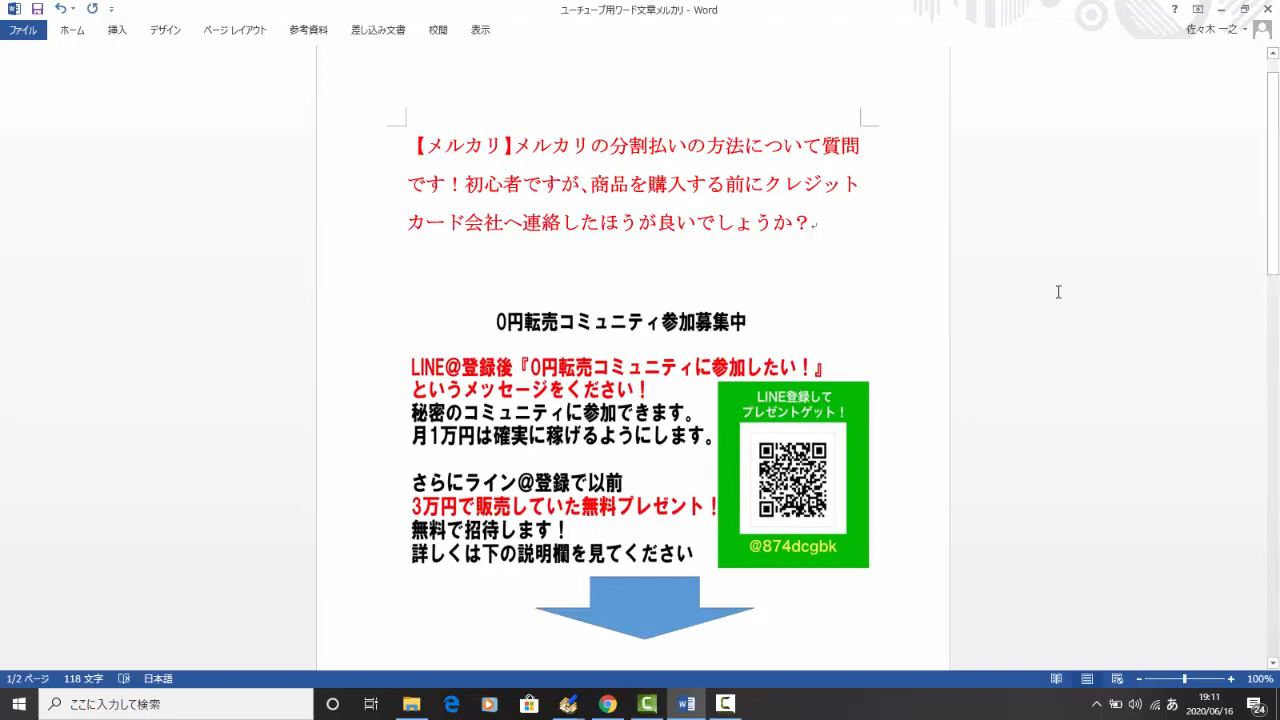 ユーチューブ用ワード文章メルカリ - Word
ファイル ホーム 挿入 デザイン ページ レイアウト 参考資料 差し込み文書 校閲 表示 佐々木 一之
【メルカリ】メルカリの分割払いの方法について質問
です！初心者ですが、商品を購入する前にクレジット
カード会社へ連絡したほうが良いでしょうか？
0円転売コミュニティ参加募集中
LINE@登録後『0円転売コミュニティに参加したい！』
というメッセージをください！
秘密のコミュニティに参加できます。
月1万円は確実に稼げるようにします。
さらにライン@登録で以前
3万円で販売していた無料プレゼント！
無料で招待します！
詳しくは下の説明欄を見てください
LINE登録して
プレゼントゲット！
@874dcgbk
1/2 ページ 118 文字 日本語 100%
ここに入力して検索
あ 19:11
2020/06/16
24